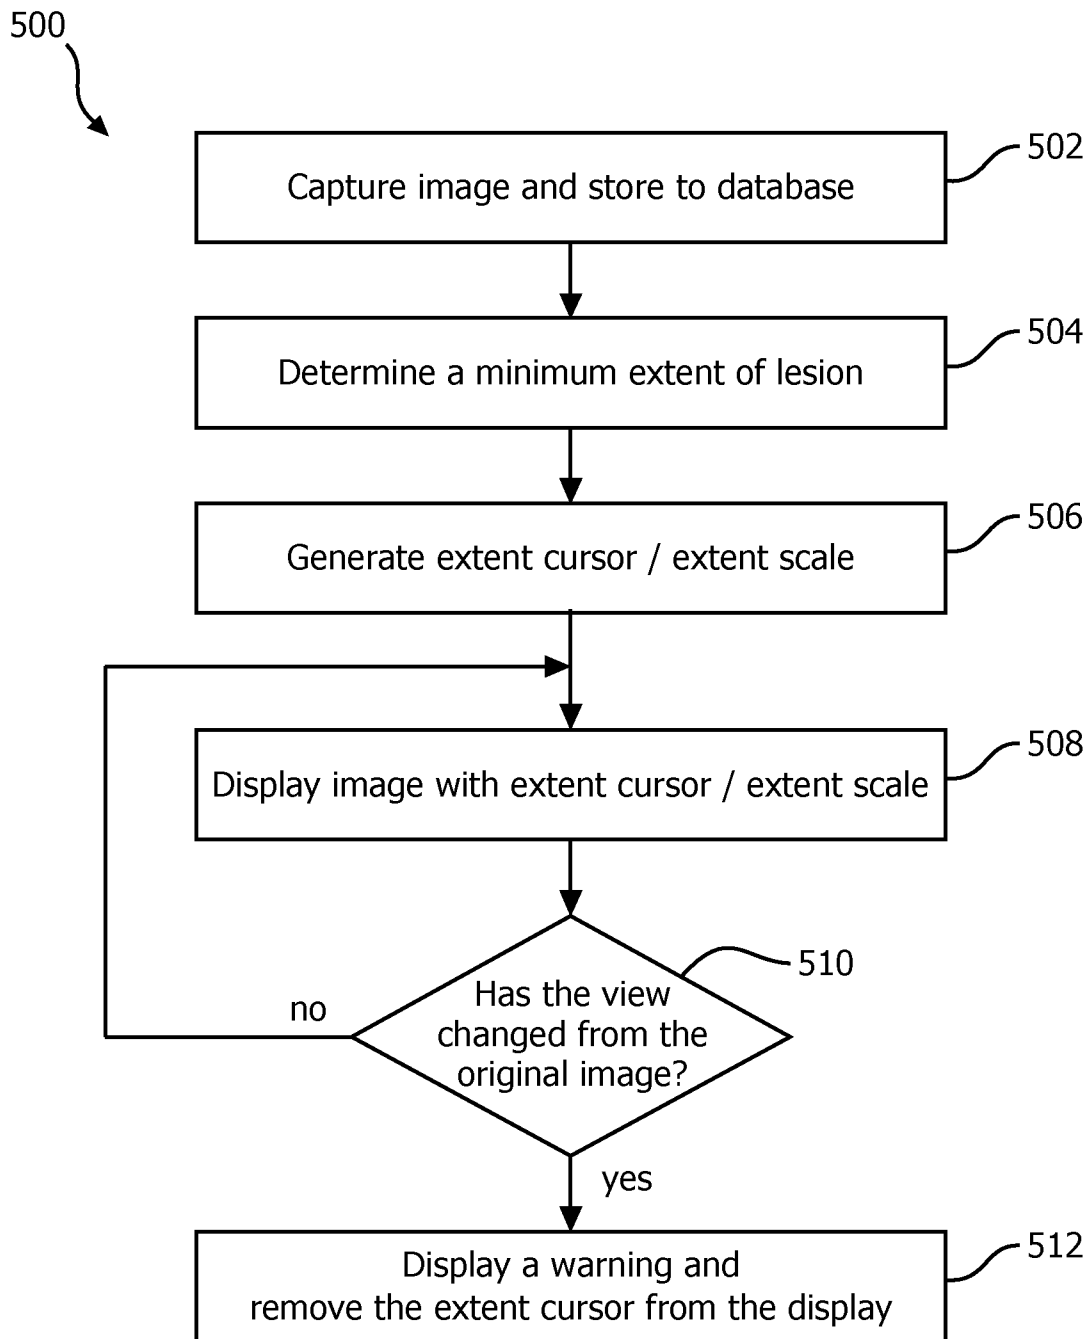 500
502
Capture image and store to database
504
Determine a minimum extent of lesion
506
Generate extent cursor / extent scale
508
Display image with extent cursor / extent scale
510
Has the view
changed from the
original image?
no
yes
512
Display a warning and
remove the extent cursor from the display